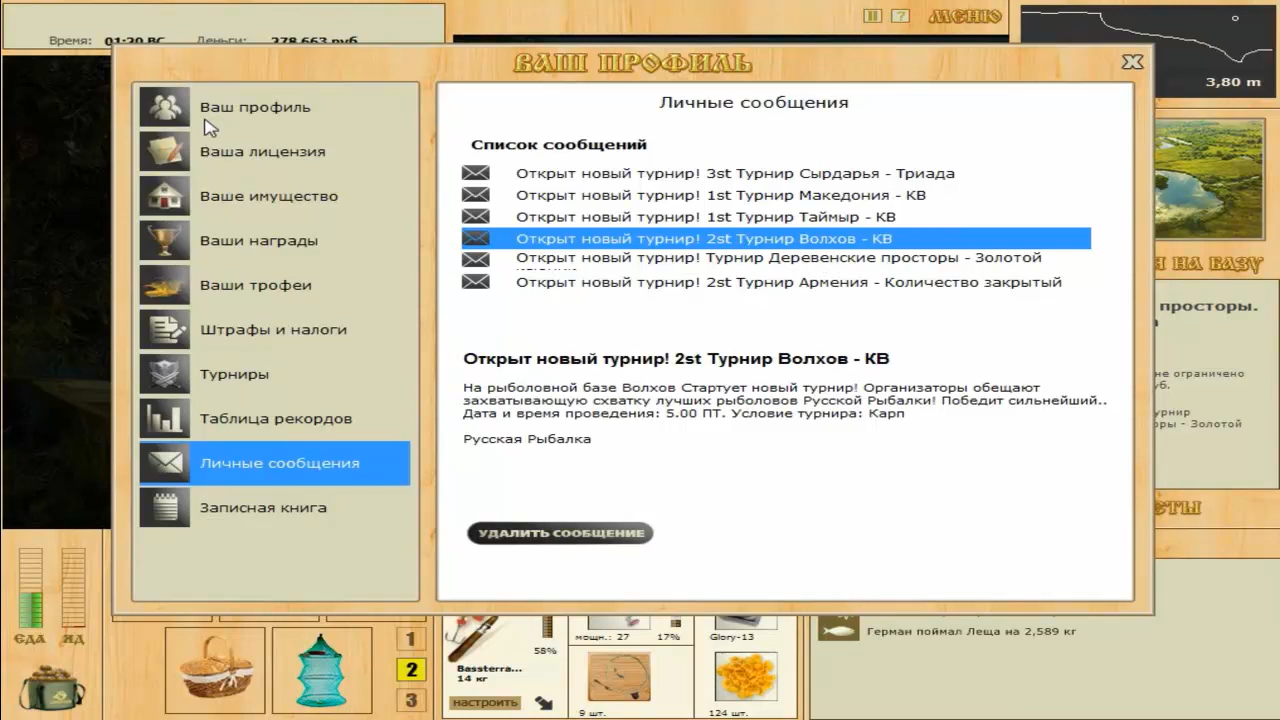 Время: 01:20 ВС Деньги: 278 663 руб
МЕНЮ
3,80 m
ВАШ ПРОФИЛЬ
X
Ваш профиль
Ваша лицензия
Ваше имущество
Ваши награды
Ваши трофеи
Штрафы и налоги
Турниры
Таблица рекордов
Личные сообщения
Записная книга
Личные сообщения
Список сообщений
Открыт новый турнир! 3st Турнир Сырдарья - Триада
Открыт новый турнир! 1st Турнир Македония - КВ
Открыт новый турнир! 1st Турнир Таймыр - КВ
Открыт новый турнир! 2st Турнир Волхов - КВ
Открыт новый турнир! Турнир Деревенские просторы - Золотой
Открыт новый турнир! 2st Турнир Армения - Количество закрытый
Открыт новый турнир! 2st Турнир Волхов - КВ
На рыболовной базе Волхов Стартует новый турнир! Организаторы обещают
захватывающую схватку лучших рыболовов Русской Рыбалки! Победит сильнейший..
Дата и время проведения: 5.00 ПТ. Условие турнира: Карп
Русская Рыбалка
УДАЛИТЬ СООБЩЕНИЕ
НА БАЗУ
просторы.
не ограничено
- Золотой
ЕДА
1
2
3
58%
Bassterra...
14 кг
настроить
мощн.: 27 17%
9 шт.
Glory-13
124 шт.
Герман поймал Леща на 2,589 кг